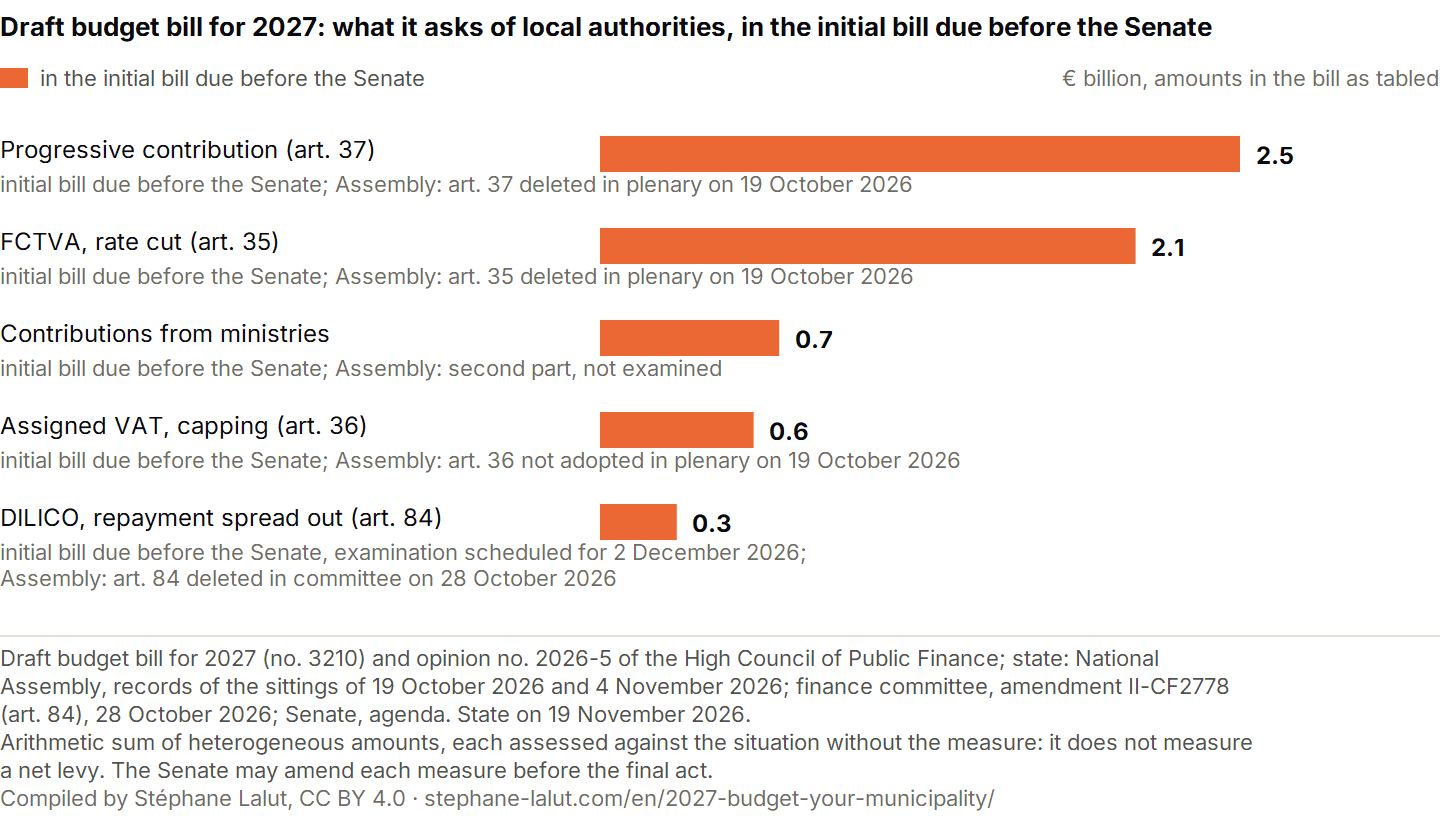 Draft budget bill for 2027: what it asks of local authorities, in the initial bill due before the Senate
in the initial bill due before the Senate
€ billion, amounts in the bill as tabled
Progressive contribution (art. 37)
2.5
initial bill due before the Senate; Assembly: art. 37 deleted in plenary on 19 October 2026
FCTVA, rate cut (art. 35)
2.1
initial bill due before the Senate; Assembly: art. 35 deleted in plenary on 19 October 2026
Contributions from ministries
0.7
initial bill due before the Senate; Assembly: second part, not examined
Assigned VAT, capping (art. 36)
0.6
initial bill due before the Senate; Assembly: art. 36 not adopted in plenary on 19 October 2026
DILICO, repayment spread out (art. 84)
0.3
initial bill due before the Senate, examination scheduled for 2 December 2026;
Assembly: art. 84 deleted in committee on 28 October 2026
Draft budget bill for 2027 (no. 3210) and opinion no. 2026-5 of the High Council of Public Finance; state: National
Assembly, records of the sittings of 19 October 2026 and 4 November 2026; finance committee, amendment II-CF2778
(art. 84), 28 October 2026; Senate, agenda. State on 19 November 2026.
Arithmetic sum of heterogeneous amounts, each assessed against the situation without the measure: it does not measure
a net levy. The Senate may amend each measure before the final act.
Compiled by Stéphane Lalut, CC BY 4.0 · stephane-lalut.com/en/2027-budget-your-municipality/